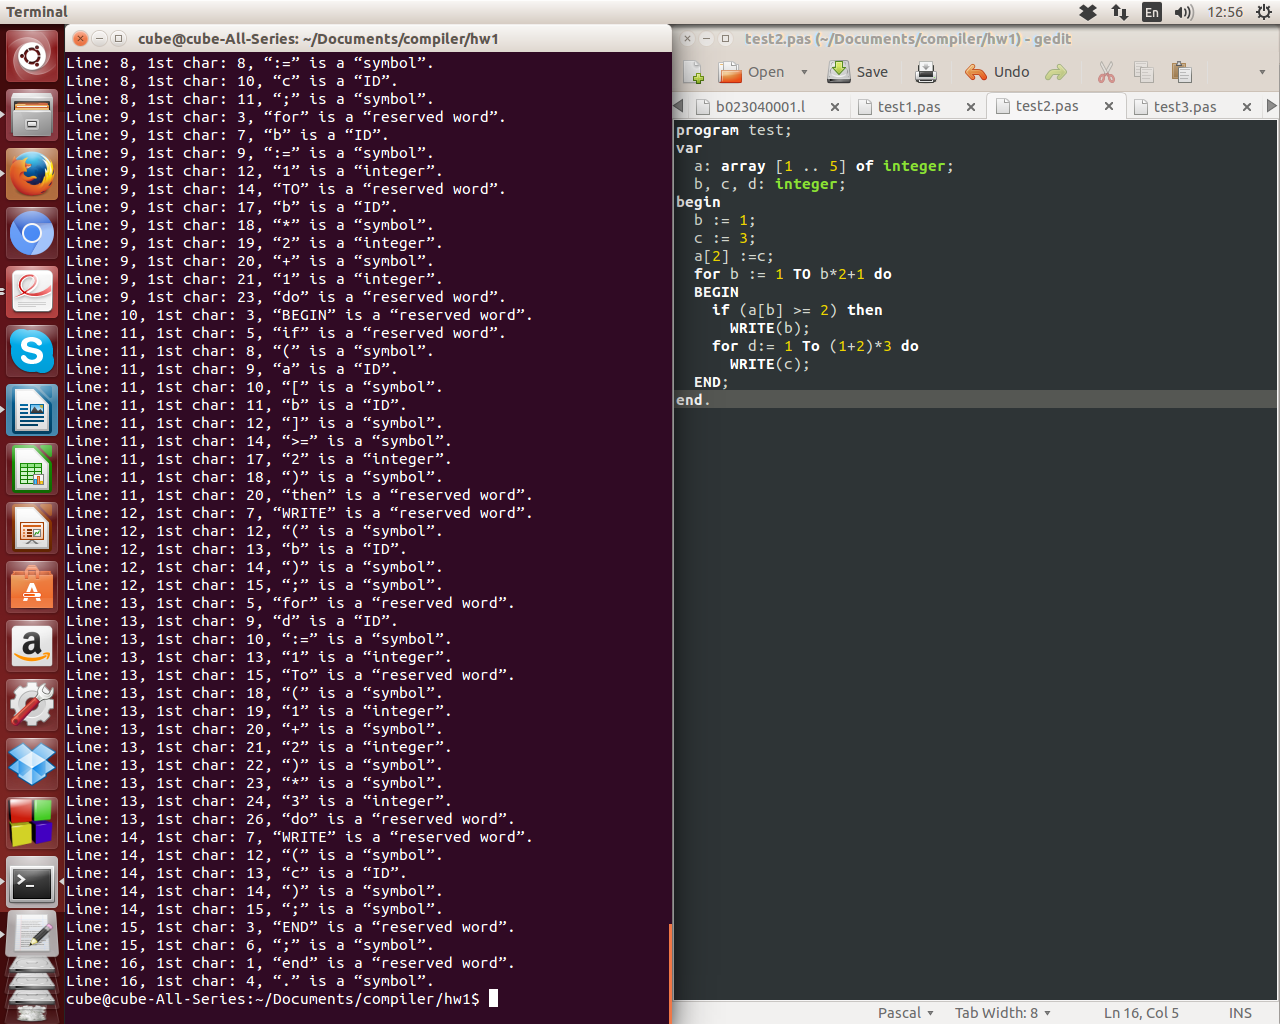 Terminal
En
12:56
cube@cube-All-Series: ~/Documents/compiler/hw1
Line: 8, 1st char: 8, “:=” is a “symbol”.
Line: 8, 1st char: 10, “c” is a “ID”.
Line: 8, 1st char: 11, “;” is a “symbol”.
Line: 9, 1st char: 3, “for” is a “reserved word”.
Line: 9, 1st char: 7, “b” is a “ID”.
Line: 9, 1st char: 9, “:=” is a “symbol”.
Line: 9, 1st char: 12, “1” is a “integer”.
Line: 9, 1st char: 14, “TO” is a “reserved word”.
Line: 9, 1st char: 17, “b” is a “ID”.
Line: 9, 1st char: 18, “*” is a “symbol”.
Line: 9, 1st char: 19, “2” is a “integer”.
Line: 9, 1st char: 20, “+” is a “symbol”.
Line: 9, 1st char: 21, “1” is a “integer”.
Line: 9, 1st char: 23, “do” is a “reserved word”.
Line: 10, 1st char: 3, “BEGIN” is a “reserved word”.
Line: 11, 1st char: 5, “if” is a “reserved word”.
Line: 11, 1st char: 8, “(” is a “symbol”.
Line: 11, 1st char: 9, “a” is a “ID”.
Line: 11, 1st char: 10, “[” is a “symbol”.
Line: 11, 1st char: 11, “b” is a “ID”.
Line: 11, 1st char: 12, “]” is a “symbol”.
Line: 11, 1st char: 14, “>=” is a “symbol”.
Line: 11, 1st char: 17, “2” is a “integer”.
Line: 11, 1st char: 18, “)” is a “symbol”.
Line: 11, 1st char: 20, “then” is a “reserved word”.
Line: 12, 1st char: 7, “WRITE” is a “reserved word”.
Line: 12, 1st char: 12, “(” is a “symbol”.
Line: 12, 1st char: 13, “b” is a “ID”.
Line: 12, 1st char: 14, “)” is a “symbol”.
Line: 12, 1st char: 15, “;” is a “symbol”.
Line: 13, 1st char: 5, “for” is a “reserved word”.
Line: 13, 1st char: 9, “d” is a “ID”.
Line: 13, 1st char: 10, “:=” is a “symbol”.
Line: 13, 1st char: 13, “1” is a “integer”.
Line: 13, 1st char: 15, “To” is a “reserved word”.
Line: 13, 1st char: 18, “(” is a “symbol”.
Line: 13, 1st char: 19, “1” is a “integer”.
Line: 13, 1st char: 20, “+” is a “symbol”.
Line: 13, 1st char: 21, “2” is a “integer”.
Line: 13, 1st char: 22, “)” is a “symbol”.
Line: 13, 1st char: 23, “*” is a “symbol”.
Line: 13, 1st char: 24, “3” is a “integer”.
Line: 13, 1st char: 26, “do” is a “reserved word”.
Line: 14, 1st char: 7, “WRITE” is a “reserved word”.
Line: 14, 1st char: 12, “(” is a “symbol”.
Line: 14, 1st char: 13, “c” is a “ID”.
Line: 14, 1st char: 14, “)” is a “symbol”.
Line: 14, 1st char: 15, “;” is a “symbol”.
Line: 15, 1st char: 3, “END” is a “reserved word”.
Line: 15, 1st char: 6, “;” is a “symbol”.
Line: 16, 1st char: 1, “end” is a “reserved word”.
Line: 16, 1st char: 4, “.” is a “symbol”.
cube@cube-All-Series:~/Documents/compiler/hw1$
test2.pas (~/Documents/compiler/hw1) - gedit
Open Save Undo
b023040001.l test1.pas test2.pas test3.pas
program test;
var
  a: array [1 .. 5] of integer;
  b, c, d: integer;
begin
  b := 1;
  c := 3;
  a[2] :=c;
  for b := 1 TO b*2+1 do
  BEGIN
    if (a[b] >= 2) then
      WRITE(b);
    for d:= 1 To (1+2)*3 do
      WRITE(c);
  END;
end.
Pascal Tab Width: 8 Ln 16, Col 5 INS